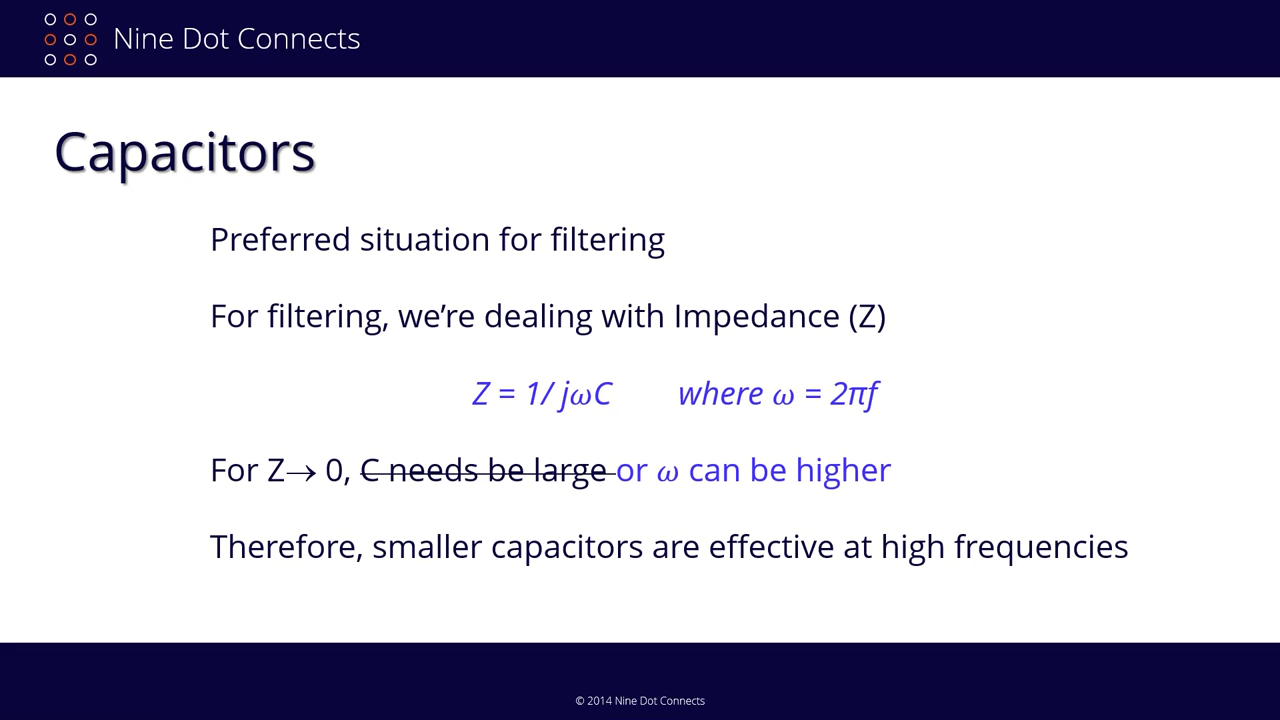 Nine Dot Connects
Capacitors
Preferred situation for filtering
For filtering, we’re dealing with Impedance (Z)
Z = 1/ jωC where ω = 2πf
For Z→ 0, C needs be large or ω can be higher
Therefore, smaller capacitors are effective at high frequencies
© 2014 Nine Dot Connects